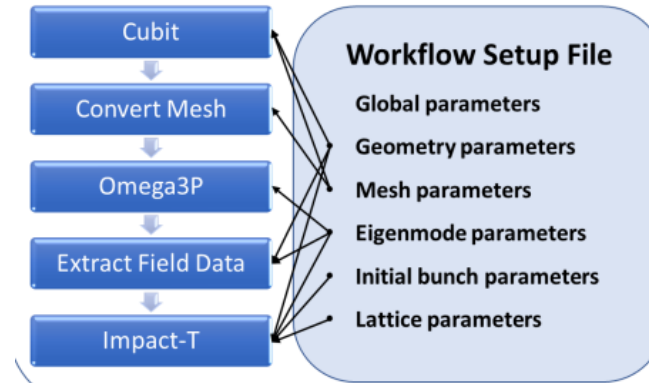 Cubit
Convert Mesh
Omega3P
Extract Field Data
Impact-T
Workflow Setup File
Global parameters
Geometry parameters
Mesh parameters
Eigenmode parameters
Initial bunch parameters
Lattice parameters